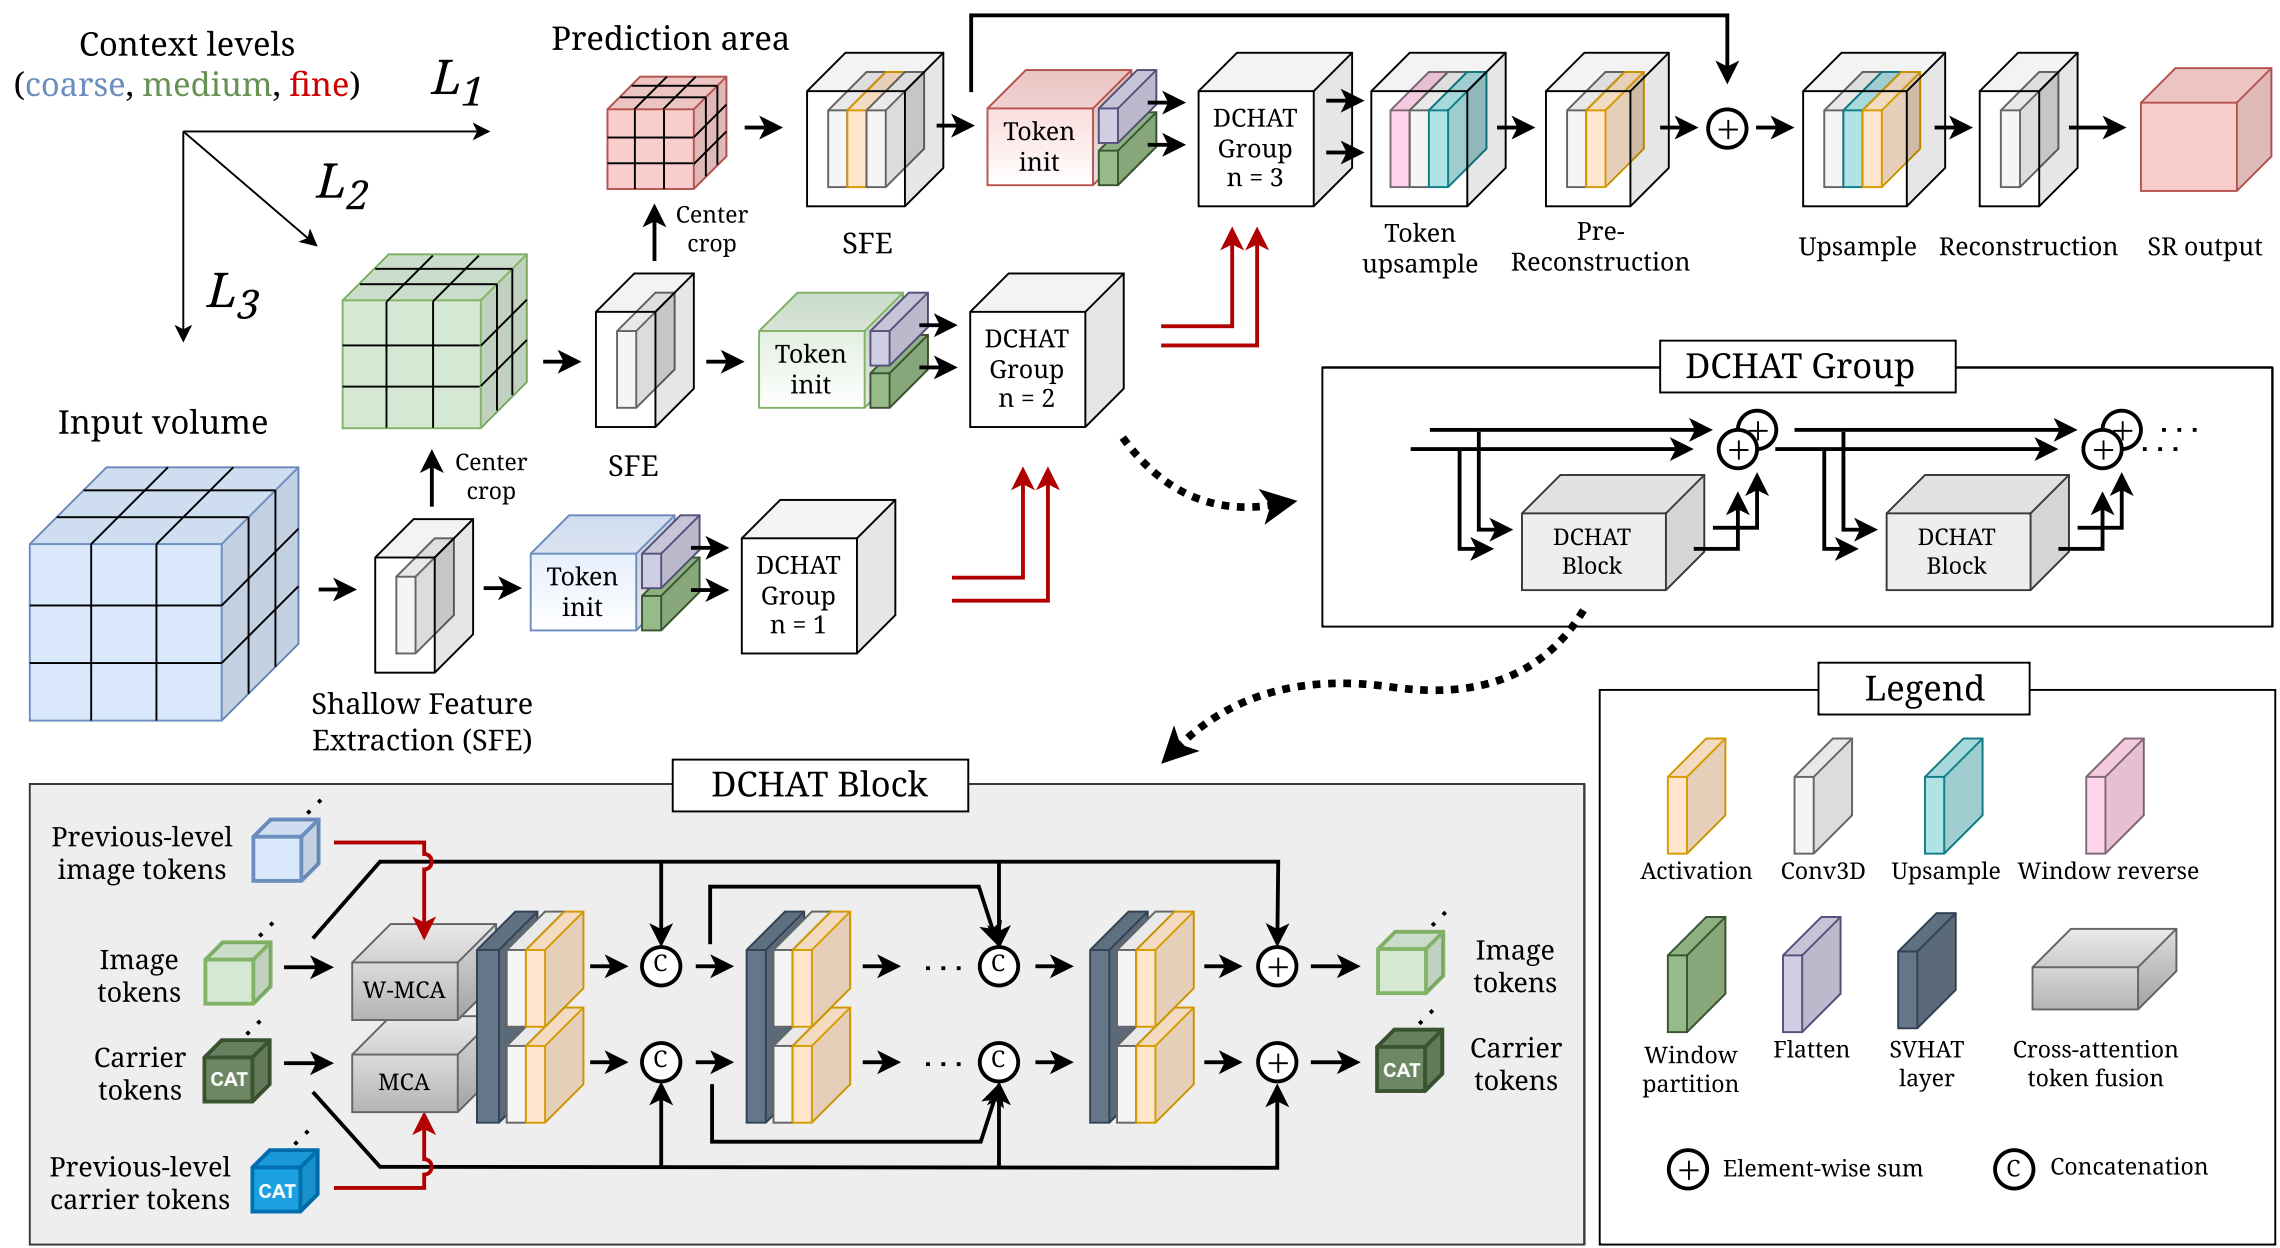 Context levels
(coarse, medium, fine)
L1
L2
L3
Prediction area
Center
crop
SFE
Token
init
DCHAT
Group
n = 3
Token
upsample
Pre-
Reconstruction
+
Upsample
Reconstruction
SR output
Input volume
Center
crop
SFE
Token
init
DCHAT
Group
n = 2
Shallow Feature
Extraction (SFE)
Token
init
DCHAT
Group
n = 1
DCHAT Group
+
+
+
+
DCHAT
Block
DCHAT
Block
DCHAT Block
Previous-level
image tokens
Image
tokens
Carrier
tokens
CAT
Previous-level
carrier tokens
CAT
W-MCA
MCA
C
C
C
C
+
+
Image
tokens
CAT
Carrier
tokens
Legend
Activation
Conv3D
Upsample
Window reverse
Window
partition
Flatten
SVHAT
layer
Cross-attention
token fusion
+ Element-wise sum
C Concatenation